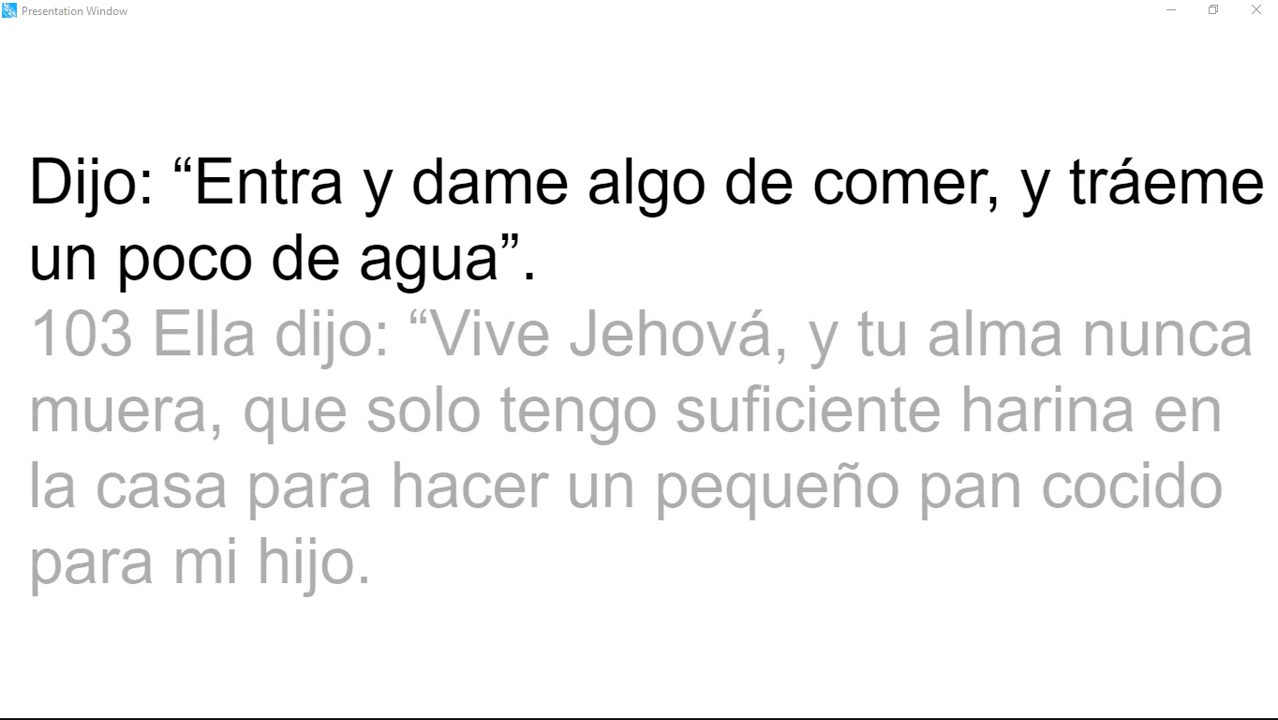 Presentation Window
Dijo: “Entra y dame algo de comer, y tráeme
un poco de agua”.
103 Ella dijo: “Vive Jehová, y tu alma nunca
muera, que solo tengo suficiente harina en
la casa para hacer un pequeño pan cocido
para mi hijo.